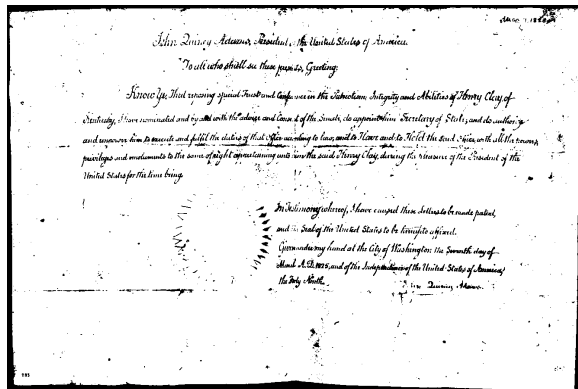 John Quincy Adams, President of the United States of America.
To all who shall see these presents, Greeting:
Know Ye, That reposing special Trust and Confidence in the Patriotism, Integrity and Abilities of Henry Clay of
Kentucky, I have nominated and by and with the advice and Consent of the Senate, do appoint him Secretary of State, and do authorize
and empower him to execute and fulfil the duties of that Office according to law; and to Have and to Hold the said Office, with all the powers,
privileges and emoluments to the same of right appertaining unto him the said Henry Clay, during the pleasure of the President of the
United States for the time being.
In Testimony whereof, I have caused these Letters to be made patent,
and the Seal of the United States to be hereunto affixed.
Given under my hand at the City of Washington the Seventh day of
March A.D. 1825, and of the Independence of the United States of America,
the Forty Ninth.
John Quincy Adams.